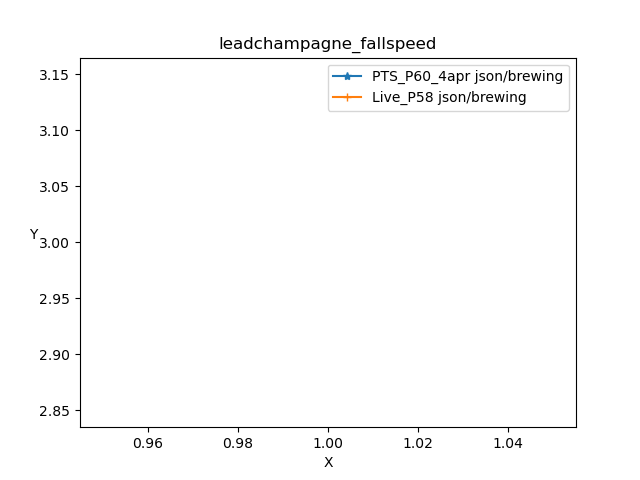 leadchampagne_fallspeed
PTS_P60_4apr json/brewing
Live_P58 json/brewing
3.15
3.10
3.05
3.00
2.95
2.90
2.85
Y
0.96 0.98 1.00 1.02 1.04
X